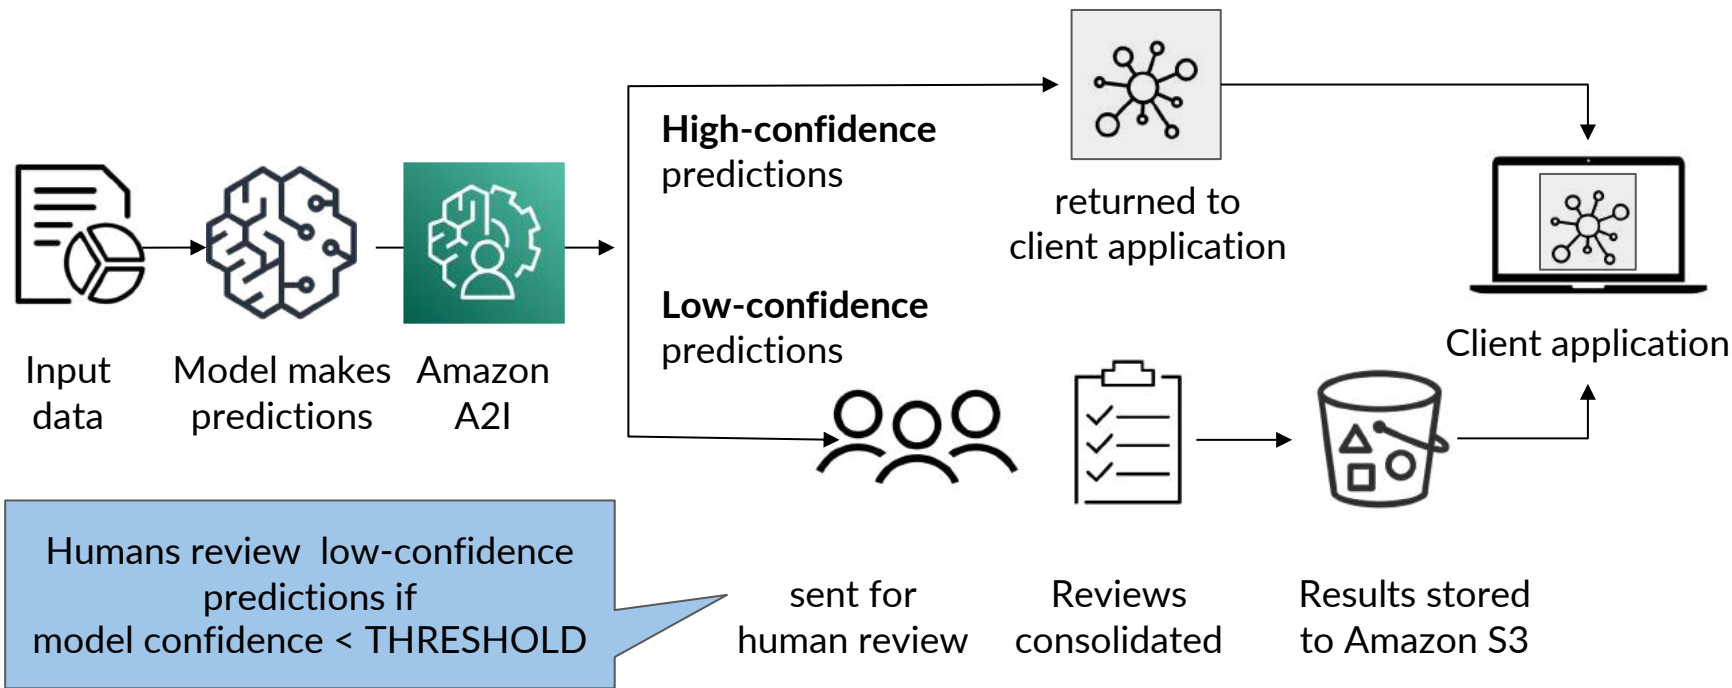 High-confidence
predictions
returned to
client application
Low-confidence
predictions
Client application
Input
data
Model makes
predictions
Amazon
A2I
Humans review  low-confidence
predictions if
model confidence < THRESHOLD
sent for
human review
Reviews
consolidated
Results stored
to Amazon S3